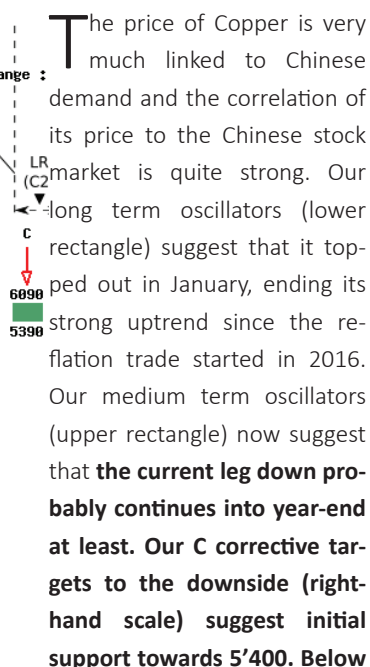 ange :
LR
(C2
C
6090
5390
The price of Copper is very
much linked to Chinese
demand and the correlation of
its price to the Chinese stock
market is quite strong. Our
long term oscillators (lower
rectangle) suggest that it top-
ped out in January, ending its
strong uptrend since the re-
flation trade started in 2016.
Our medium term oscillators
(upper rectangle) now suggest
that the current leg down pro-
bably continues into year-end
at least. Our C corrective tar-
gets to the downside (right-
hand scale) suggest initial
support towards 5'400. Below